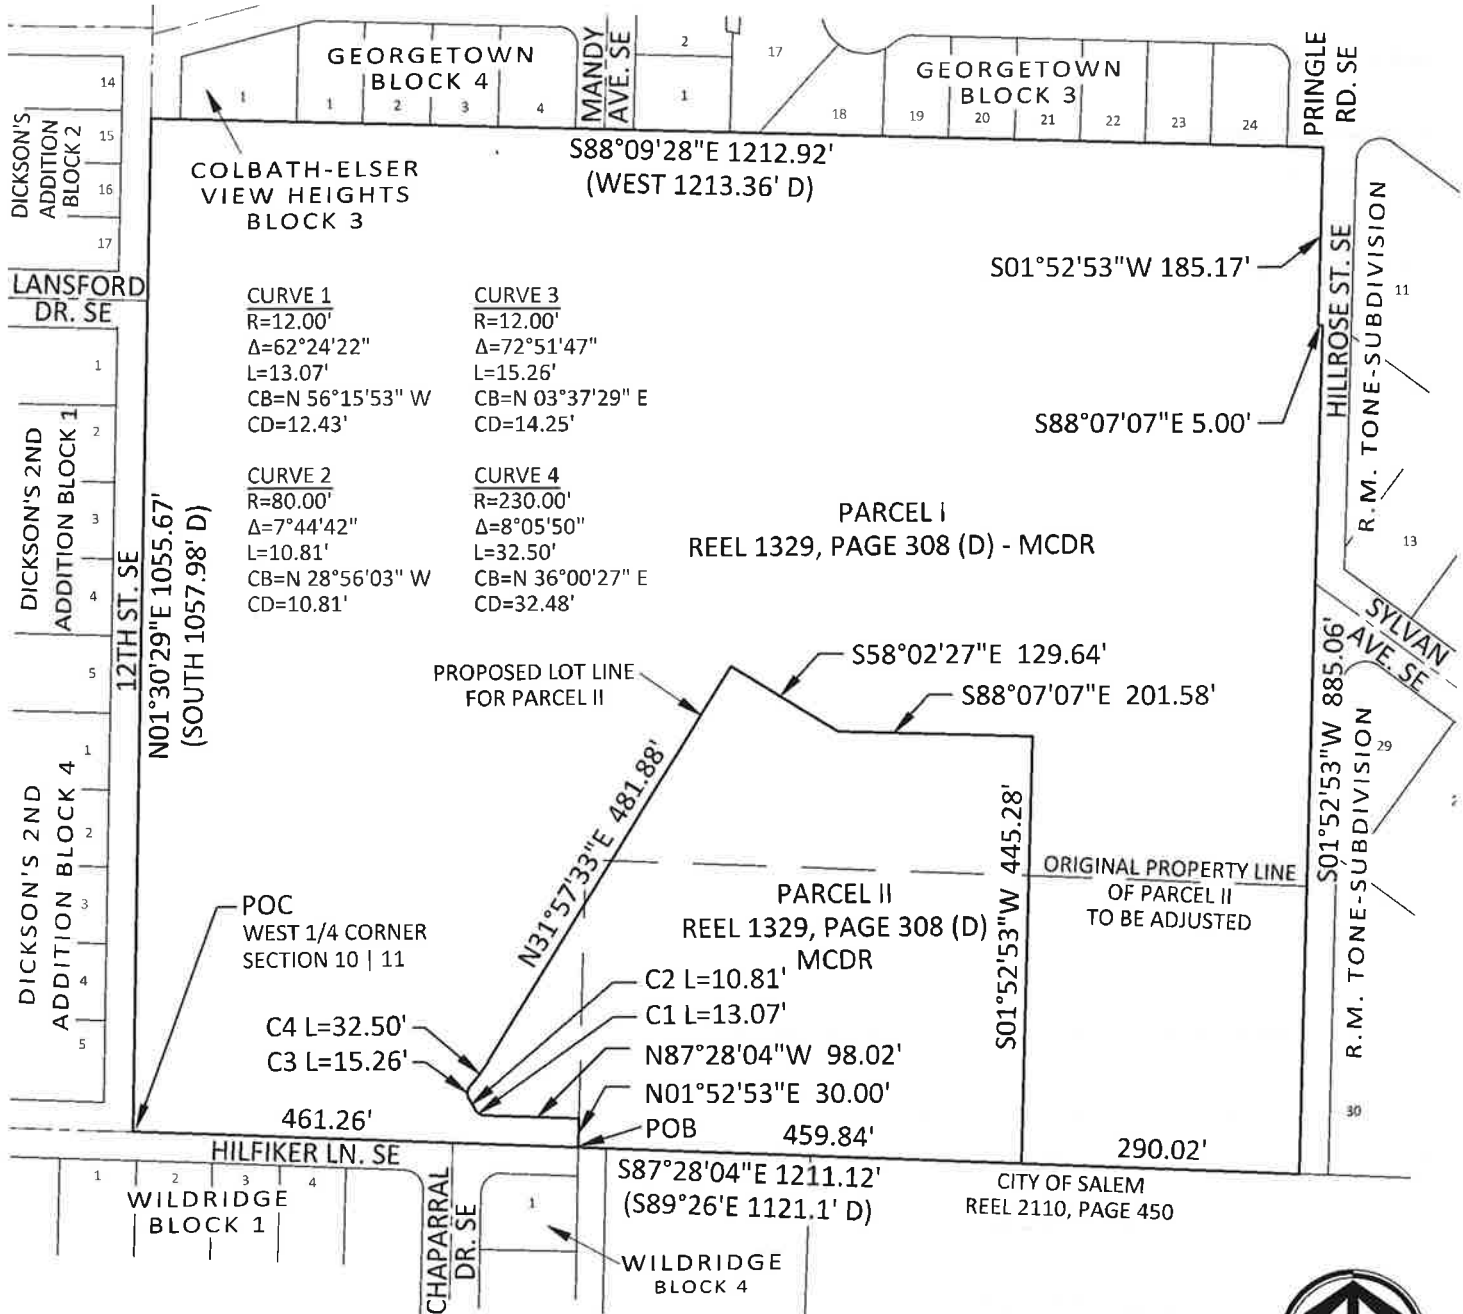 GEORGETOWN
BLOCK 4
1
1
2
3
4
MANDY
AVE. SE
2
1
17
GEORGETOWN
BLOCK 3
18
19
20
21
22
23
24
PRINGLE
RD. SE
14
15
16
17
DICKSON'S
ADDITION
BLOCK 2
COLBATH-ELSER
VIEW HEIGHTS
BLOCK 3
S88°09'28"E 1212.92'
(WEST 1213.36' D)
LANSFORD
DR. SE
S01°52'53"W 185.17'
S88°07'07"E 5.00'
HILLROSE ST. SE
R.M. TONE-SUBDIVISION
11
13
CURVE 1
R=12.00'
Δ=62°24'22"
L=13.07'
CB=N 56°15'53" W
CD=12.43'
CURVE 3
R=12.00'
Δ=72°51'47"
L=15.26'
CB=N 03°37'29" E
CD=14.25'
CURVE 2
R=80.00'
Δ=7°44'42"
L=10.81'
CB=N 28°56'03" W
CD=10.81'
CURVE 4
R=230.00'
Δ=8°05'50"
L=32.50'
CB=N 36°00'27" E
CD=32.48'
1
2
3
4
5
DICKSON'S 2ND
ADDITION BLOCK 1
12TH ST. SE
N01°30'29"E 1055.67'
(SOUTH 1057.98' D)
PARCEL I
REEL 1329, PAGE 308 (D) - MCDR
SYLVAN
AVE. SE
PROPOSED LOT LINE
FOR PARCEL II
S58°02'27"E 129.64'
S88°07'07"E 201.58'
N31°57'33"E 481.88'
S01°52'53"W 445.28'
S01°52'53"W 885.06'
R.M. TONE-SUBDIVISION
29
30
1
2
3
4
5
DICKSON'S 2ND
ADDITION BLOCK 4
ORIGINAL PROPERTY LINE
OF PARCEL II
TO BE ADJUSTED
PARCEL II
REEL 1329, PAGE 308 (D)
MCDR
POC
WEST 1/4 CORNER
SECTION 10 | 11
C2 L=10.81'
C1 L=13.07'
C4 L=32.50'
C3 L=15.26'
N87°28'04"W 98.02'
N01°52'53"E 30.00'
POB
461.26'
459.84'
290.02'
HILFIKER LN. SE
S87°28'04"E 1211.12'
(S89°26'E 1121.1' D)
CITY OF SALEM
REEL 2110, PAGE 450
1
2
3
4
WILDRIDGE
BLOCK 1
CHAPARRAL
DR. SE
1
WILDRIDGE
BLOCK 4